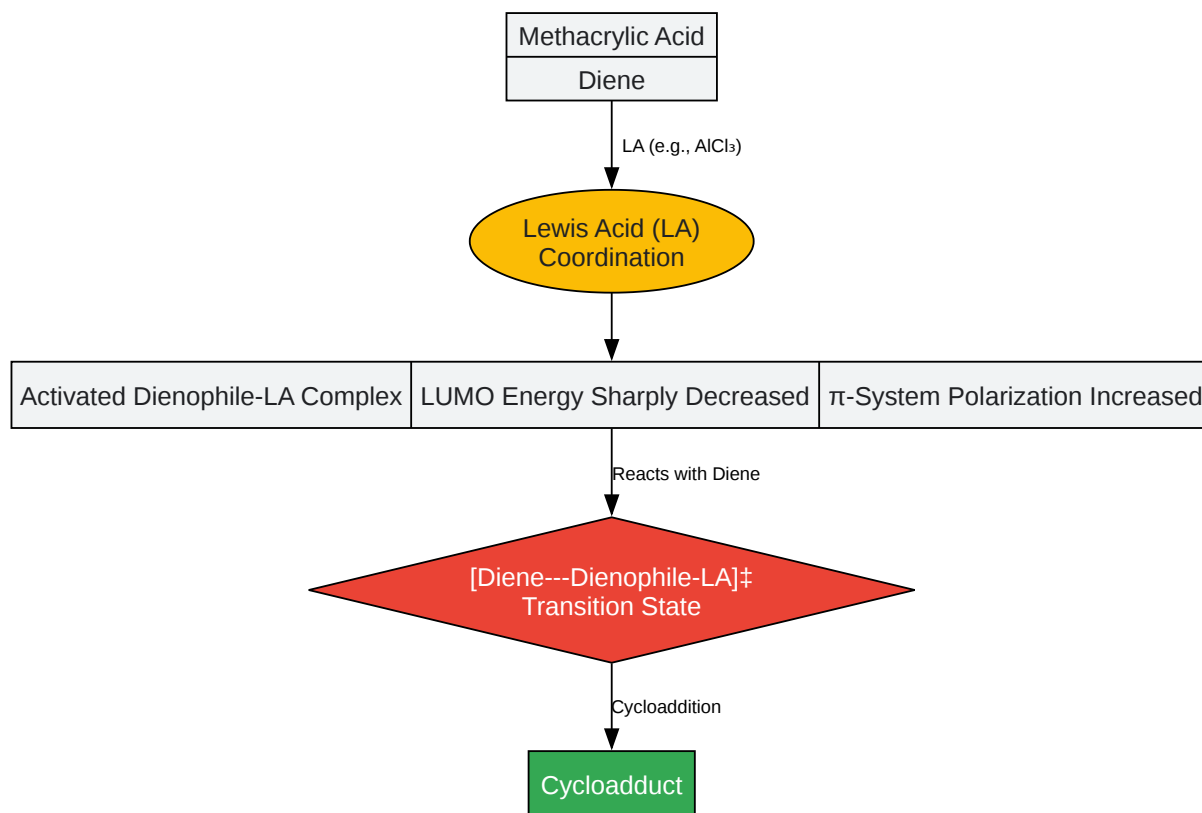 Methacrylic Acid
Diene
LA (e.g., AlCl₃)
Lewis Acid (LA)
Coordination
Activated Dienophile-LA Complex
LUMO Energy Sharply Decreased
π-System Polarization Increased
Reacts with Diene
[Diene---Dienophile-LA]‡
Transition State
Cycloaddition
Cycloadduct